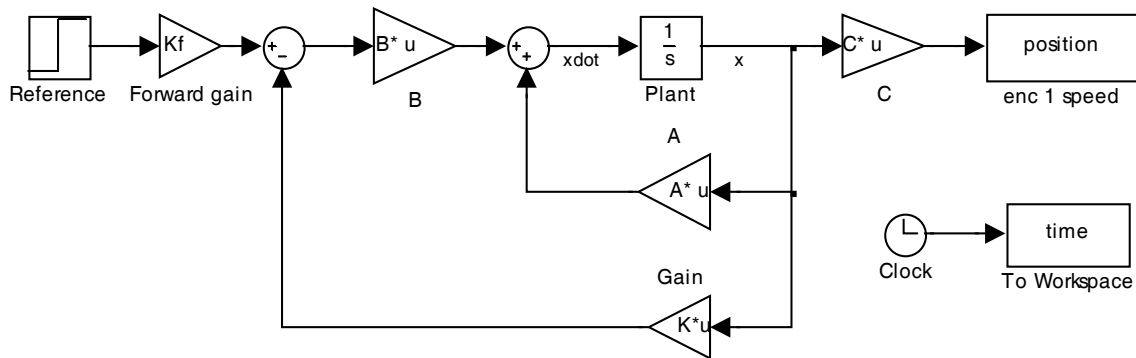 Reference
Kf
Forward gain
+
−
B* u
B
+
+
xdot
1
s
Plant
x
C* u
C
position
enc 1 speed
A
A* u
Clock
time
To Workspace
Gain
K*u